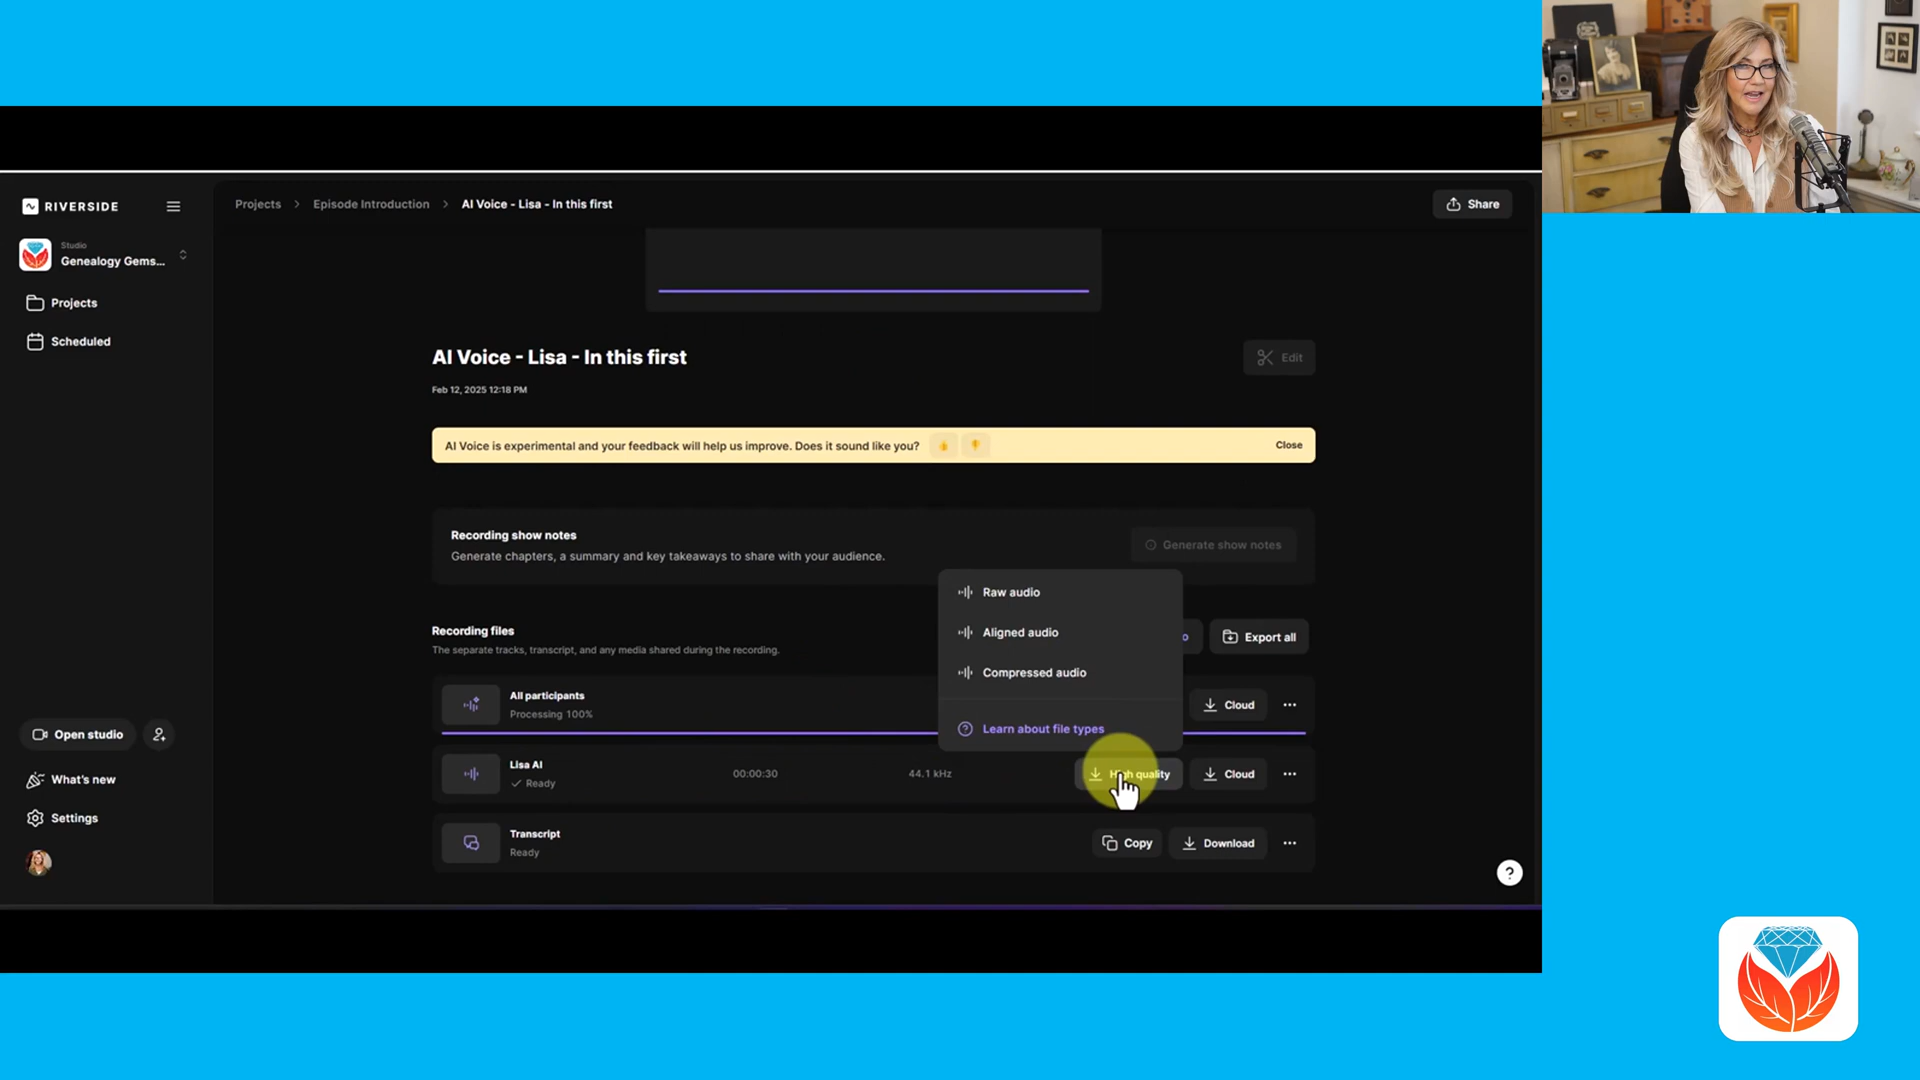 RIVERSIDE
Projects > Episode Introduction > AI Voice - Lisa - In this first
Share
Studio
Genealogy Gems...
Projects
Scheduled
AI Voice - Lisa - In this first
Edit
Feb 12, 2025 12:18 PM
AI Voice is experimental and your feedback will help us improve. Does it sound like you?
Close
Recording show notes
Generate chapters, a summary and key takeaways to share with your audience.
Generate show notes
Raw audio
Aligned audio
Compressed audio
Learn about file types
Recording files
The separate tracks, transcript, and any media shared during the recording.
Export all
All participants
Processing 100%
Cloud
Lisa AI
Ready
00:00:30
44.1 kHz
High quality
Cloud
Transcript
Ready
Copy
Download
Open studio
What's new
Settings
?